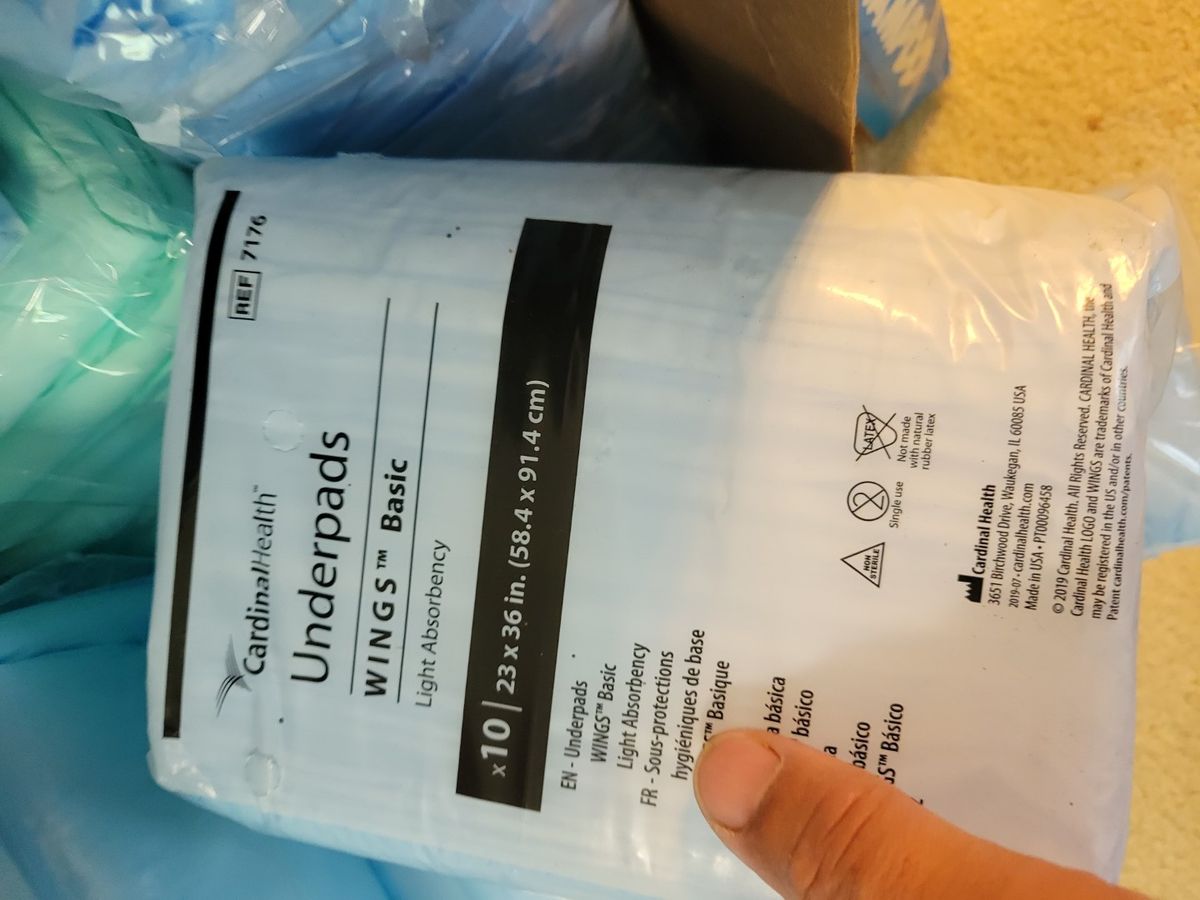 REF 7176
CardinalHealth™
Underpads
WINGS™ Basic
Light Absorbency
x 10 | 23 x 36 in. (58.4 x 91.4 cm)
EN - Underpads
WINGS™ Basic
Light Absorbency
FR - Sous-protections
hygiéniques de base
™ Basique
a básica
básico
básico
™ Básico
NON
STERILE
2
Single use
LATEX
Not made
with natural
rubber latex
Cardinal Health
3651 Birchwood Drive, Waukegan, IL 60085 USA
2019-07 • cardinalhealth.com
Made in USA • PT00096458
© 2019 Cardinal Health. All Rights Reserved. CARDINAL HEALTH, the
Cardinal Health LOGO and WINGS are trademarks of Cardinal Health and
may be registered in the US and/or in other countries.
Patent cardinalhealth.com/patents.